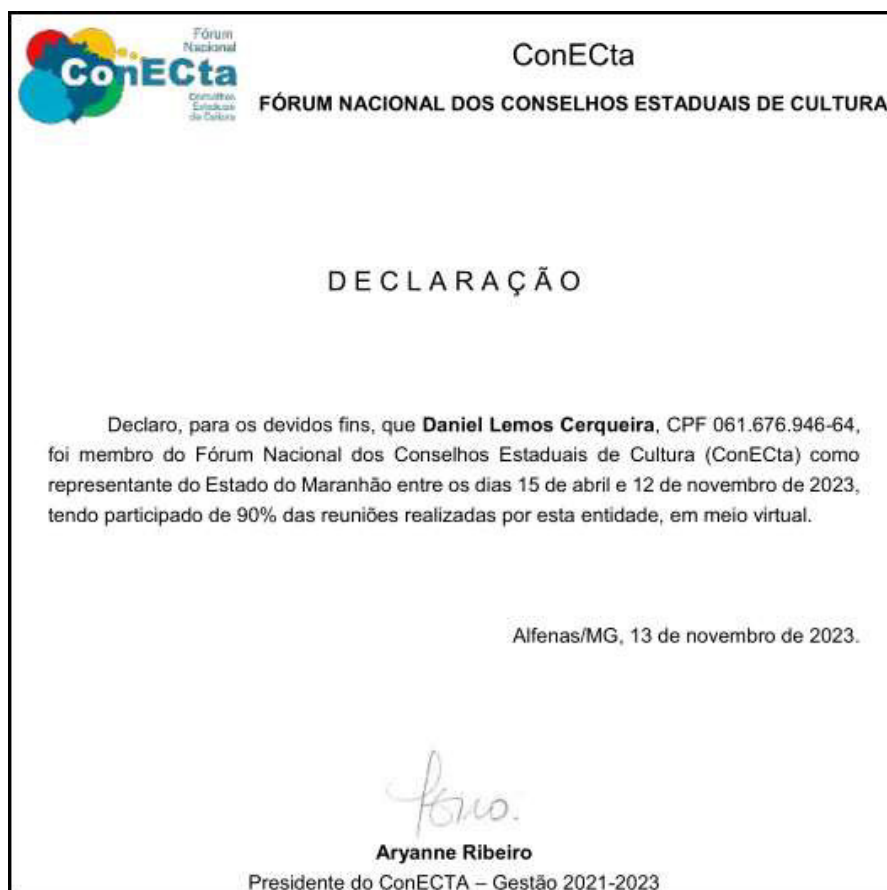 Fórum
Nacional
ConECta
Conselhos
Estaduais
de Cultura
ConECta
FÓRUM NACIONAL DOS CONSELHOS ESTADUAIS DE CULTURA
DECLARAÇÃO
Declaro, para os devidos fins, que Daniel Lemos Cerqueira, CPF 061.676.946-64,
foi membro do Fórum Nacional dos Conselhos Estaduais de Cultura (ConECta) como
representante do Estado do Maranhão entre os dias 15 de abril e 12 de novembro de 2023,
tendo participado de 90% das reuniões realizadas por esta entidade, em meio virtual.
Alfenas/MG, 13 de novembro de 2023.
Aryanne Ribeiro
Presidente do ConECTA – Gestão 2021-2023